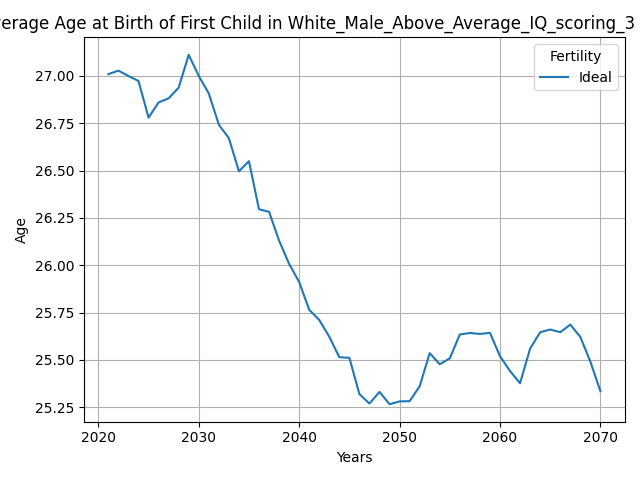 erage Age at Birth of First Child in White_Male_Above_Average_IQ_scoring_3
Fertility
Ideal
27.00
26.75
26.50
26.25
26.00
25.75
25.50
25.25
Age
2020 2030 2040 2050 2060 2070
Years